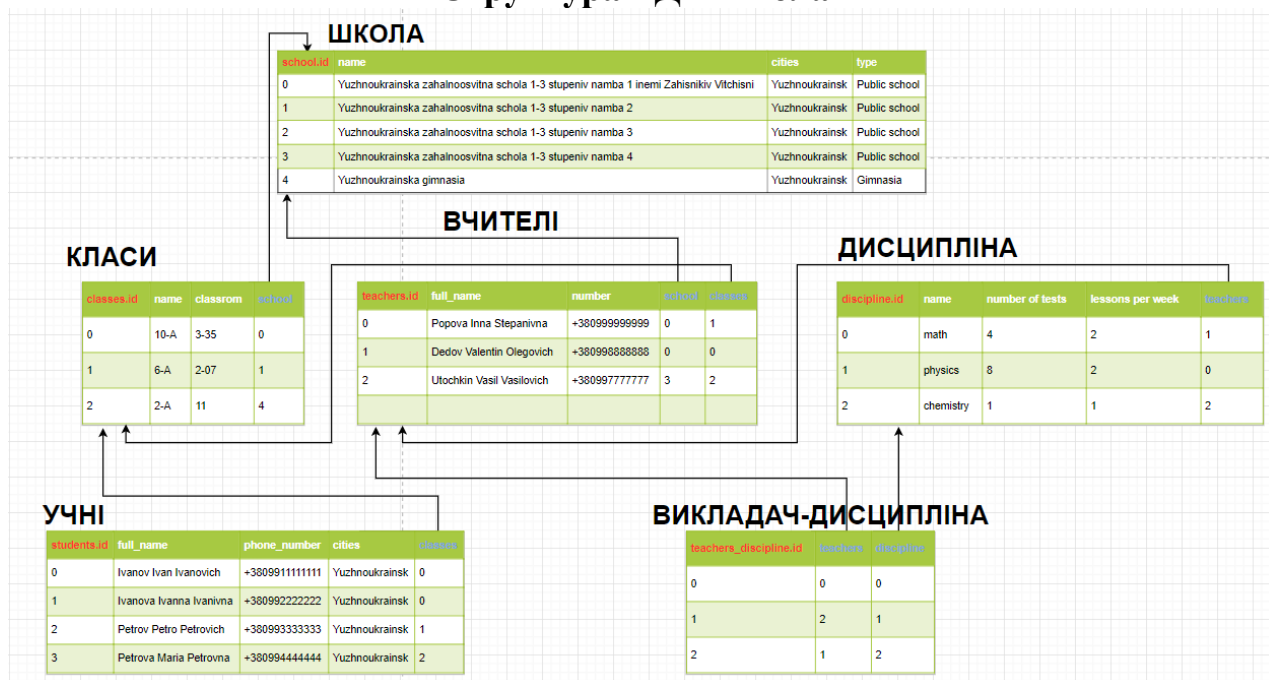 ШКОЛА
school.id name cities type
0 Yuzhnoukrainska zahalnoosvitna schola 1-3 stupeniv namba 1 inemi Zahisnikiv Vitchisni Yuzhnoukrainsk Public school
1 Yuzhnoukrainska zahalnoosvitna schola 1-3 stupeniv namba 2 Yuzhnoukrainsk Public school
2 Yuzhnoukrainska zahalnoosvitna schola 1-3 stupeniv namba 3 Yuzhnoukrainsk Public school
3 Yuzhnoukrainska zahalnoosvitna schola 1-3 stupeniv namba 4 Yuzhnoukrainsk Public school
4 Yuzhnoukrainska gimnasia Yuzhnoukrainsk Gimnasia
КЛАСИ
classes.id name classrom school
0 10-A 3-35 0
1 6-A 2-07 1
2 2-A 11 4
ВЧИТЕЛІ
teachers.id full_name number school classes
0 Popova Inna Stepanivna +380999999999 0 1
1 Dedov Valentin Olegovich +380998888888 0 0
2 Utochkin Vasil Vasilovich +380997777777 3 2
ДИСЦИПЛІНА
discipline.id name number of tests lessons per week teachers
0 math 4 2 1
1 physics 8 2 0
2 chemistry 1 1 2
УЧНІ
students.id full_name phone_number cities classes
0 Ivanov Ivan Ivanovich +3809911111111 Yuzhnoukrainsk 0
1 Ivanova Ivanna Ivanivna +380992222222 Yuzhnoukrainsk 0
2 Petrov Petro Petrovich +380993333333 Yuzhnoukrainsk 1
3 Petrova Maria Petrovna +380994444444 Yuzhnoukrainsk 2
ВИКЛАДАЧ-ДИСЦИПЛІНА
teachers_discipline.id teachers discipline
0 0 0
1 2 1
2 1 2